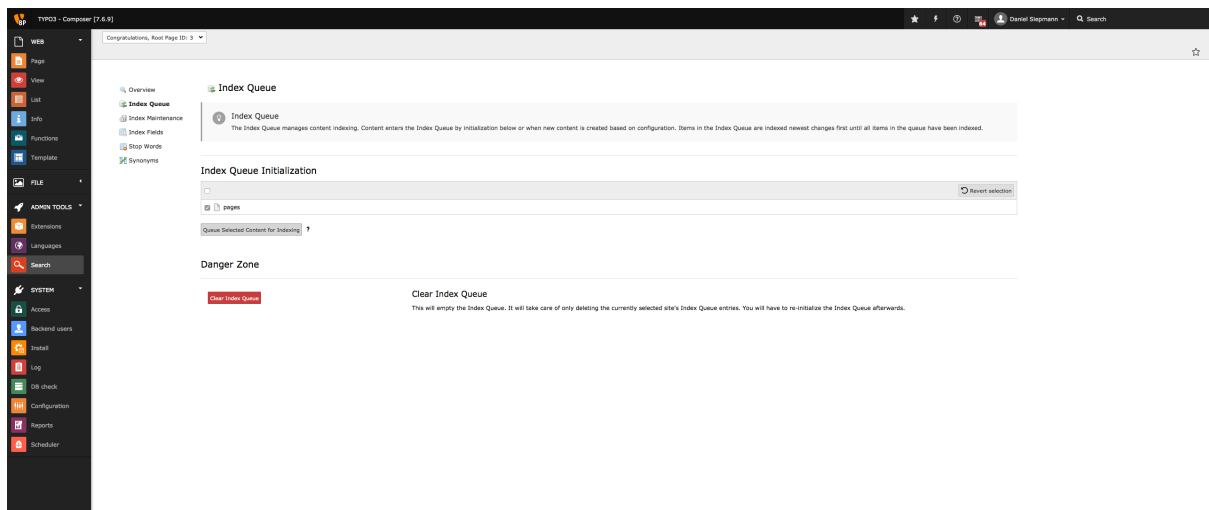 BP TYPO3 - Composer [7.6.9]
64 Daniel Siepmann Search
WEB
Page
View
List
Info
Functions
Template
FILE
ADMIN TOOLS
Extensions
Languages
Search
SYSTEM
Access
Backend users
Install
Log
DB check
Configuration
Reports
Scheduler
Congratulations, Root Page ID: 3
Overview
Index Queue
Index Maintenance
Index Fields
Stop Words
Synonyms
Index Queue
Index Queue
The Index Queue manages content indexing. Content enters the Index Queue by initialization below or when new content is created based on configuration. Items in the Index Queue are indexed newest changes first until all items in the queue have been indexed.
Index Queue Initialization
Revert selection
pages
Queue Selected Content for Indexing ?
Danger Zone
Clear Index Queue
Clear Index Queue
This will empty the Index Queue. It will take care of only deleting the currently selected site's Index Queue entries. You will have to re-initialize the Index Queue afterwards.